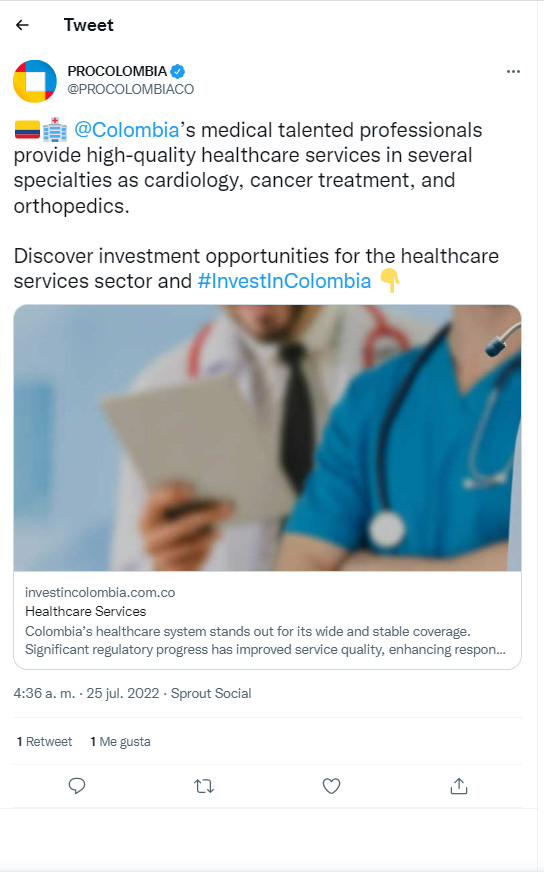 Tweet
PROCOLOMBIA
@PROCOLOMBIACO
@Colombia's medical talented professionals
provide high-quality healthcare services in several
specialties as cardiology, cancer treatment, and
orthopedics.
Discover investment opportunities for the healthcare
services sector and #InvestInColombia
investincolombia.com.co
Healthcare Services
Colombia's healthcare system stands out for its wide and stable coverage.
Significant regulatory progress has improved service quality, enhancing respon...
4:36 a. m. · 25 jul. 2022 · Sprout Social
1 Retweet 1 Me gusta